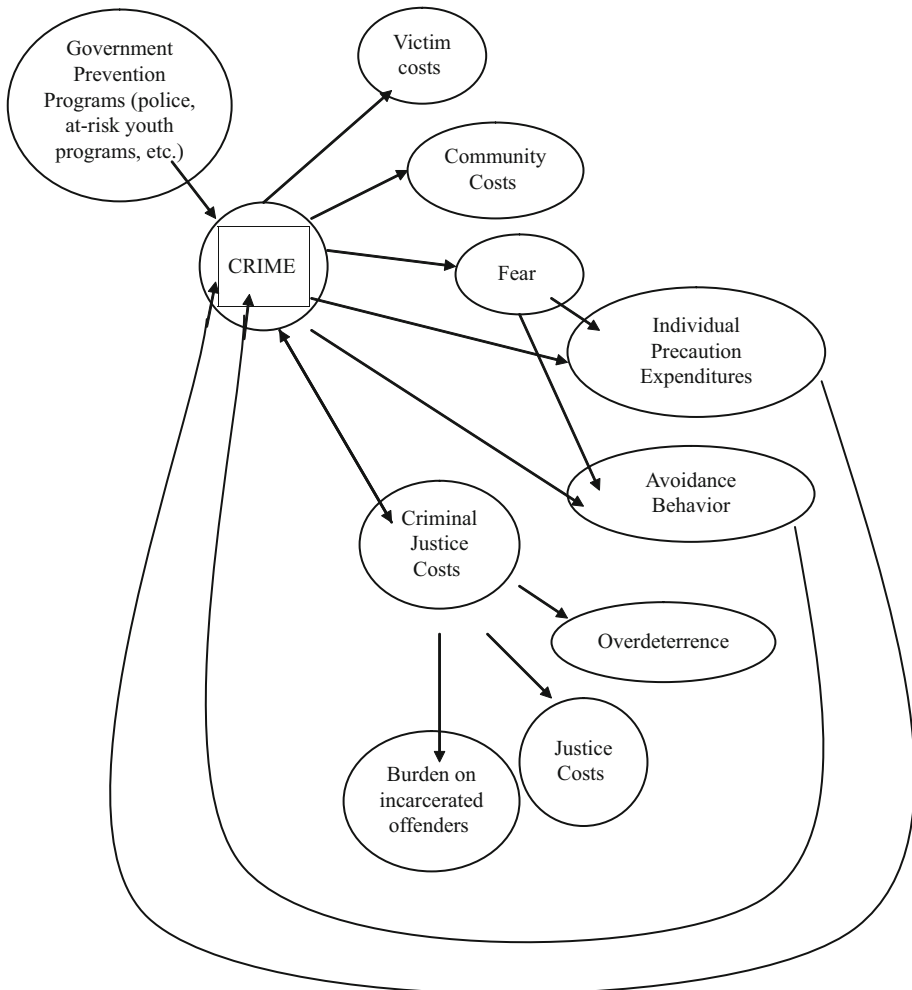 Government
Prevention
Programs (police,
at-risk youth
programs, etc.)
Victim
costs
Community
Costs
CRIME
Fear
Individual
Precaution
Expenditures
Avoidance
Behavior
Criminal
Justice
Costs
Overdeterrence
Justice
Costs
Burden on
incarcerated
offenders